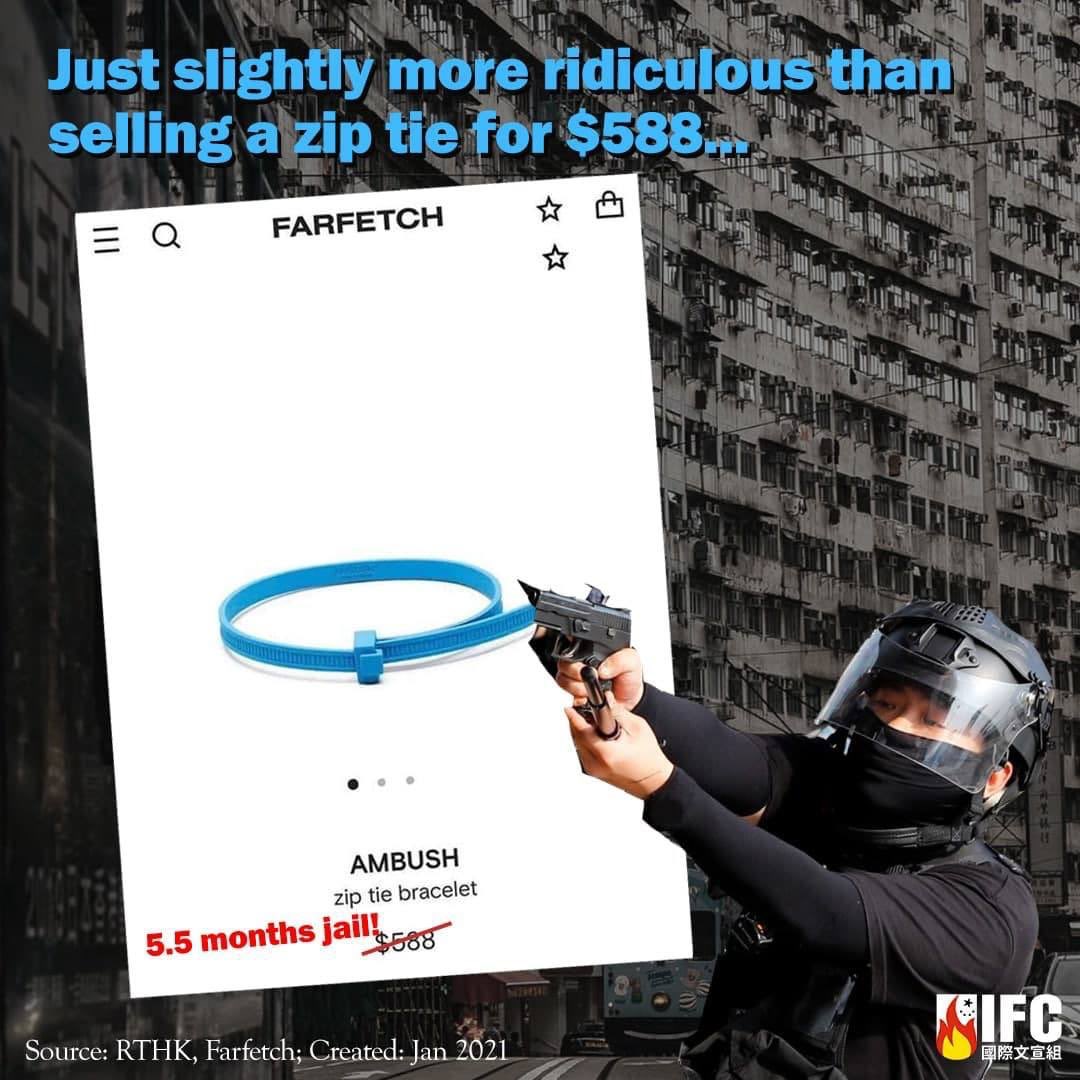 Just slightly more ridiculous than
selling a zip tie for $588...
FARFETCH
AMBUSH
zip tie bracelet
5.5 months jail!
$588
Source: RTHK, Farfetch; Created: Jan 2021
IFC
國際文宣組